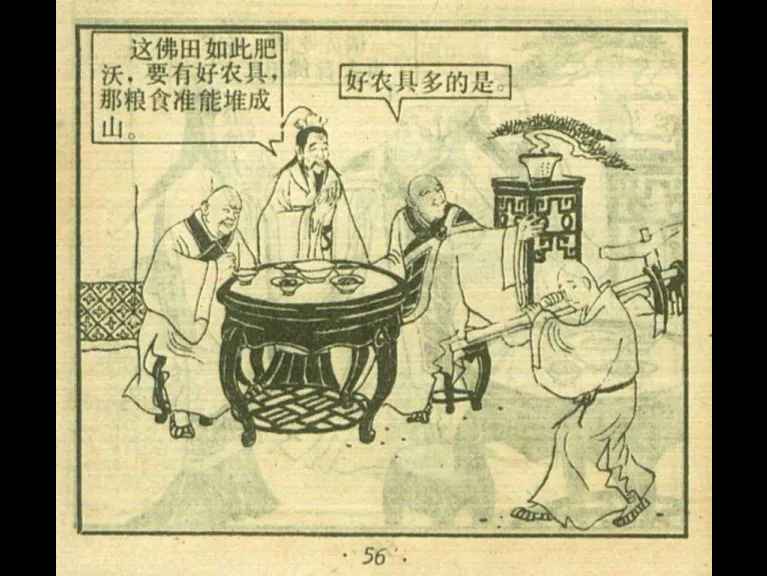 这佛田如此肥
沃，要有好农具，
那粮食准能堆成
山。
好农具多的是。
· 56 ·